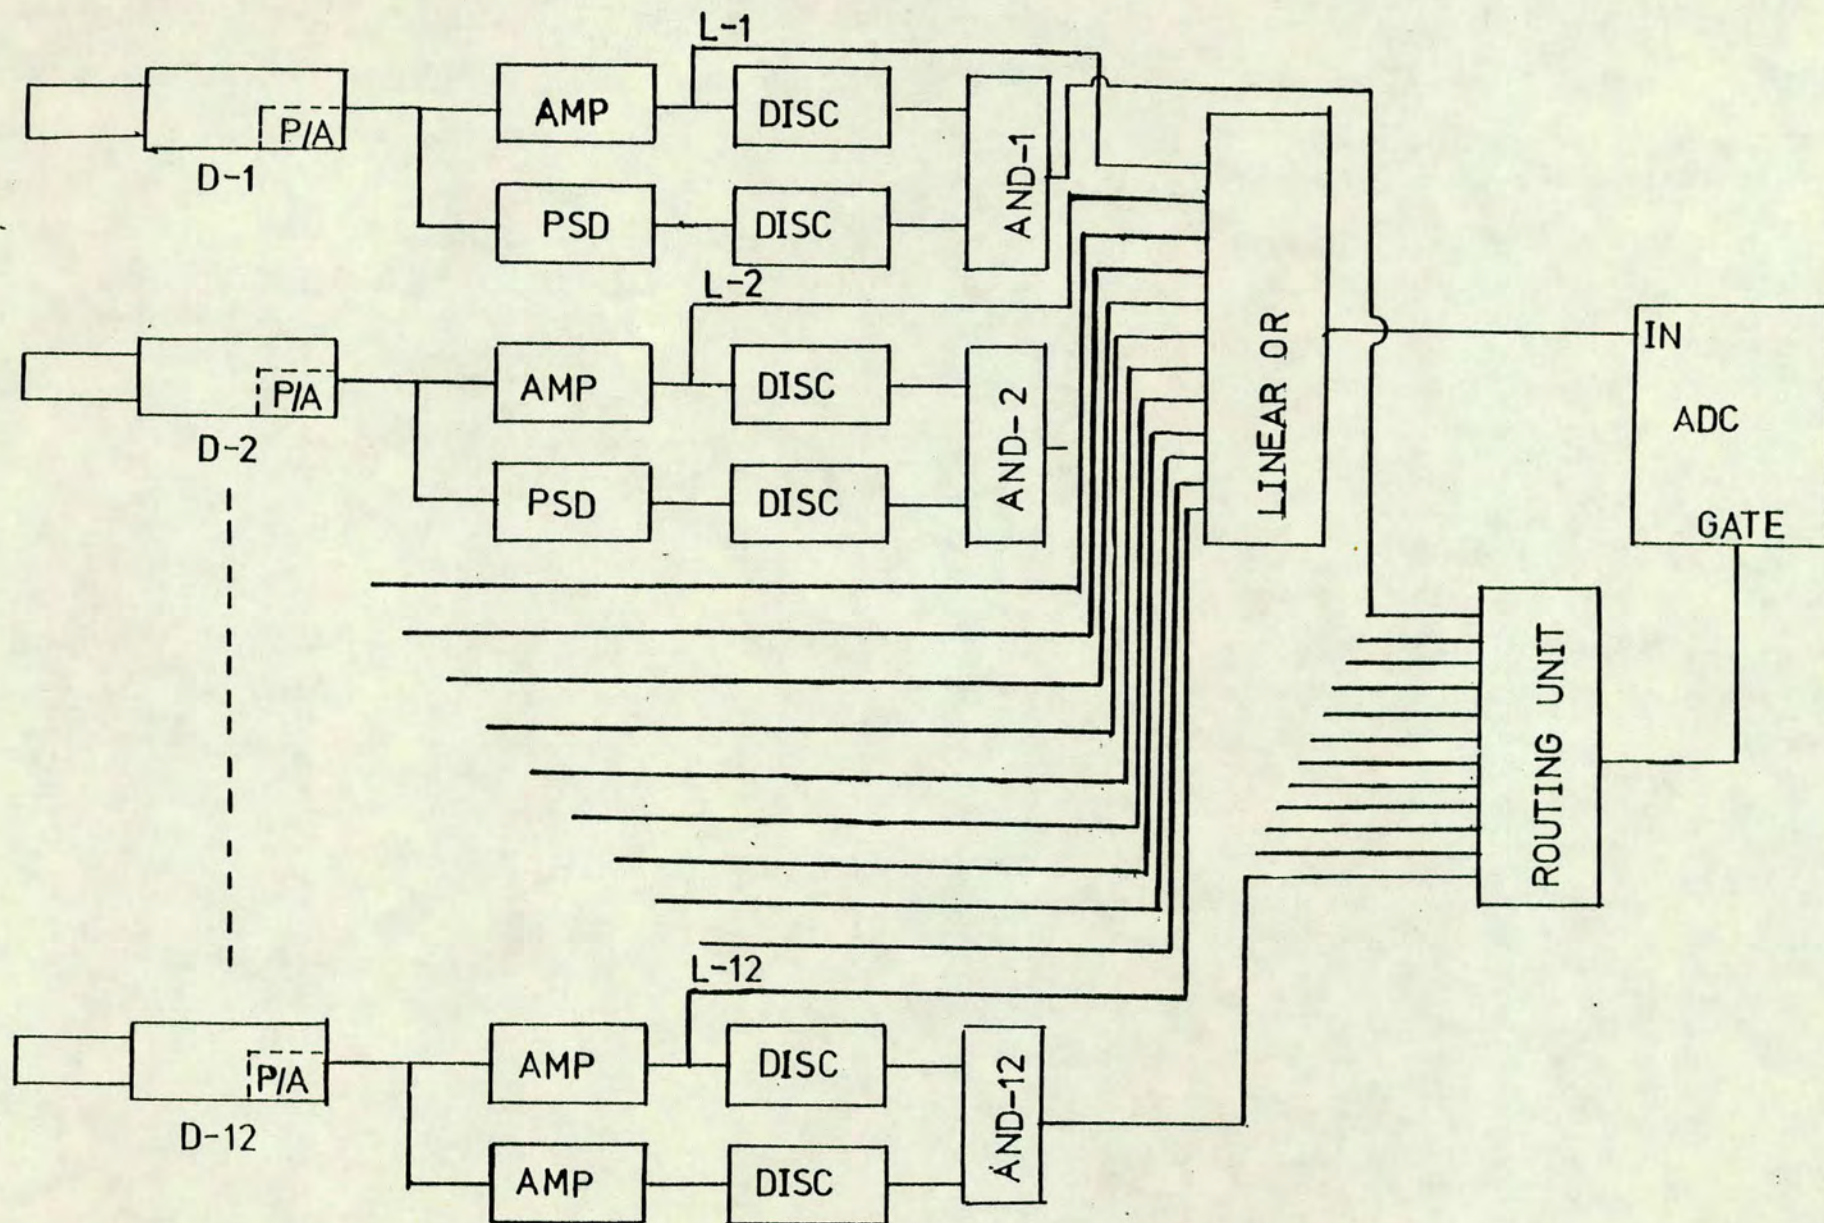 L-1
P/A
D-1
AMP
DISC
PSD
DISC
AND-1
L-2
P/A
D-2
AMP
DISC
PSD
DISC
AND-2
LINEAR OR
IN
ADC
GATE
ROUTING UNIT
L-12
P/A
D-12
AMP
DISC
AMP
DISC
AND-12